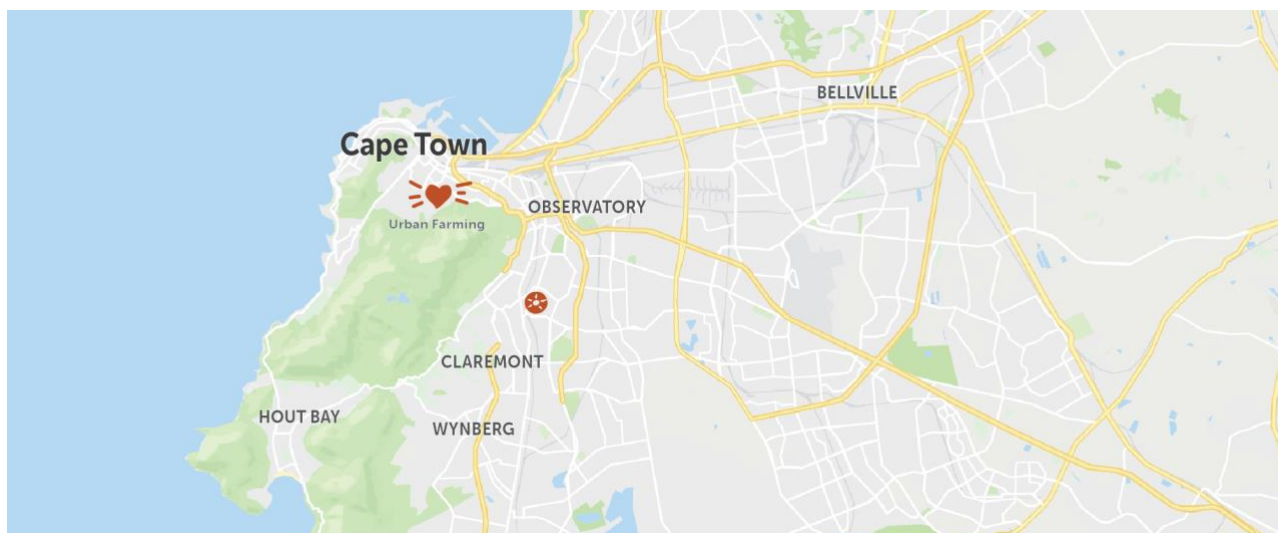 BELLVILLE
Cape Town
OBSERVATORY
Urban Farming
CLAREMONT
HOUT BAY
WYNBERG